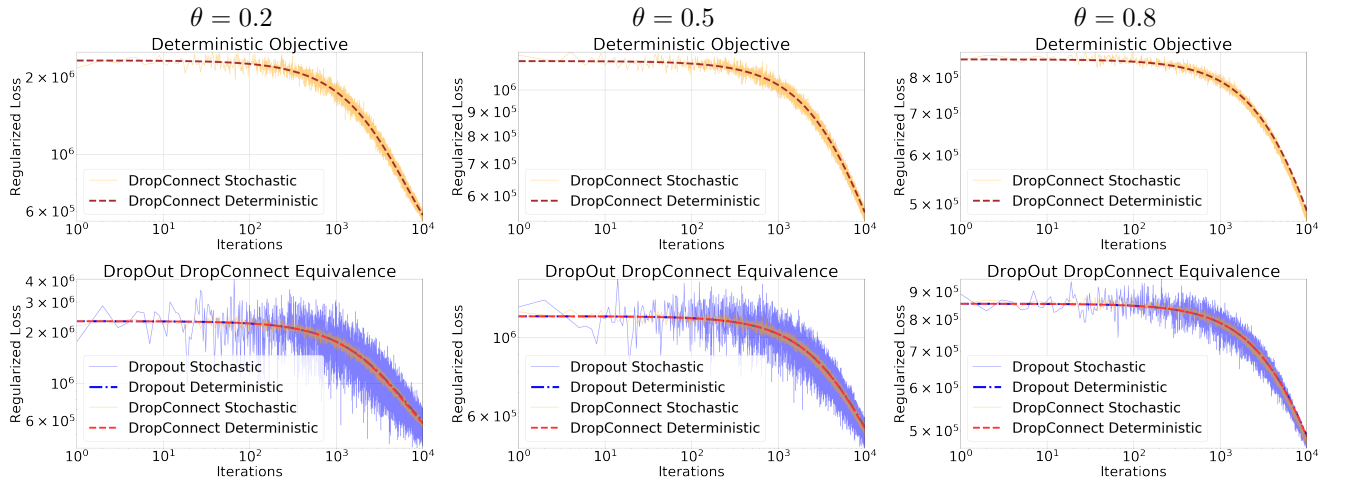 θ = 0.2
θ = 0.5
θ = 0.8
Deterministic Objective
Regularized Loss
2 × 10⁶
10⁶
6 × 10⁵
DropConnect Stochastic
DropConnect Deterministic
10⁰ 10¹ 10² 10³ 10⁴
Iterations
Deterministic Objective
Regularized Loss
10⁶
9 × 10⁵
8 × 10⁵
7 × 10⁵
6 × 10⁵
DropConnect Stochastic
DropConnect Deterministic
10⁰ 10¹ 10² 10³ 10⁴
Iterations
Deterministic Objective
Regularized Loss
8 × 10⁵
7 × 10⁵
6 × 10⁵
5 × 10⁵
DropConnect Stochastic
DropConnect Deterministic
10⁰ 10¹ 10² 10³ 10⁴
Iterations
DropOut DropConnect Equivalence
Regularized Loss
4 × 10⁶
3 × 10⁶
2 × 10⁶
10⁶
6 × 10⁵
Dropout Stochastic
Dropout Deterministic
DropConnect Stochastic
DropConnect Deterministic
10⁰ 10¹ 10² 10³ 10⁴
Iterations
DropOut DropConnect Equivalence
Regularized Loss
10⁶
6 × 10⁵
Dropout Stochastic
Dropout Deterministic
DropConnect Stochastic
DropConnect Deterministic
10⁰ 10¹ 10² 10³ 10⁴
Iterations
DropOut DropConnect Equivalence
Regularized Loss
9 × 10⁵
8 × 10⁵
7 × 10⁵
6 × 10⁵
5 × 10⁵
Dropout Stochastic
Dropout Deterministic
DropConnect Stochastic
DropConnect Deterministic
10⁰ 10¹ 10² 10³ 10⁴
Iterations